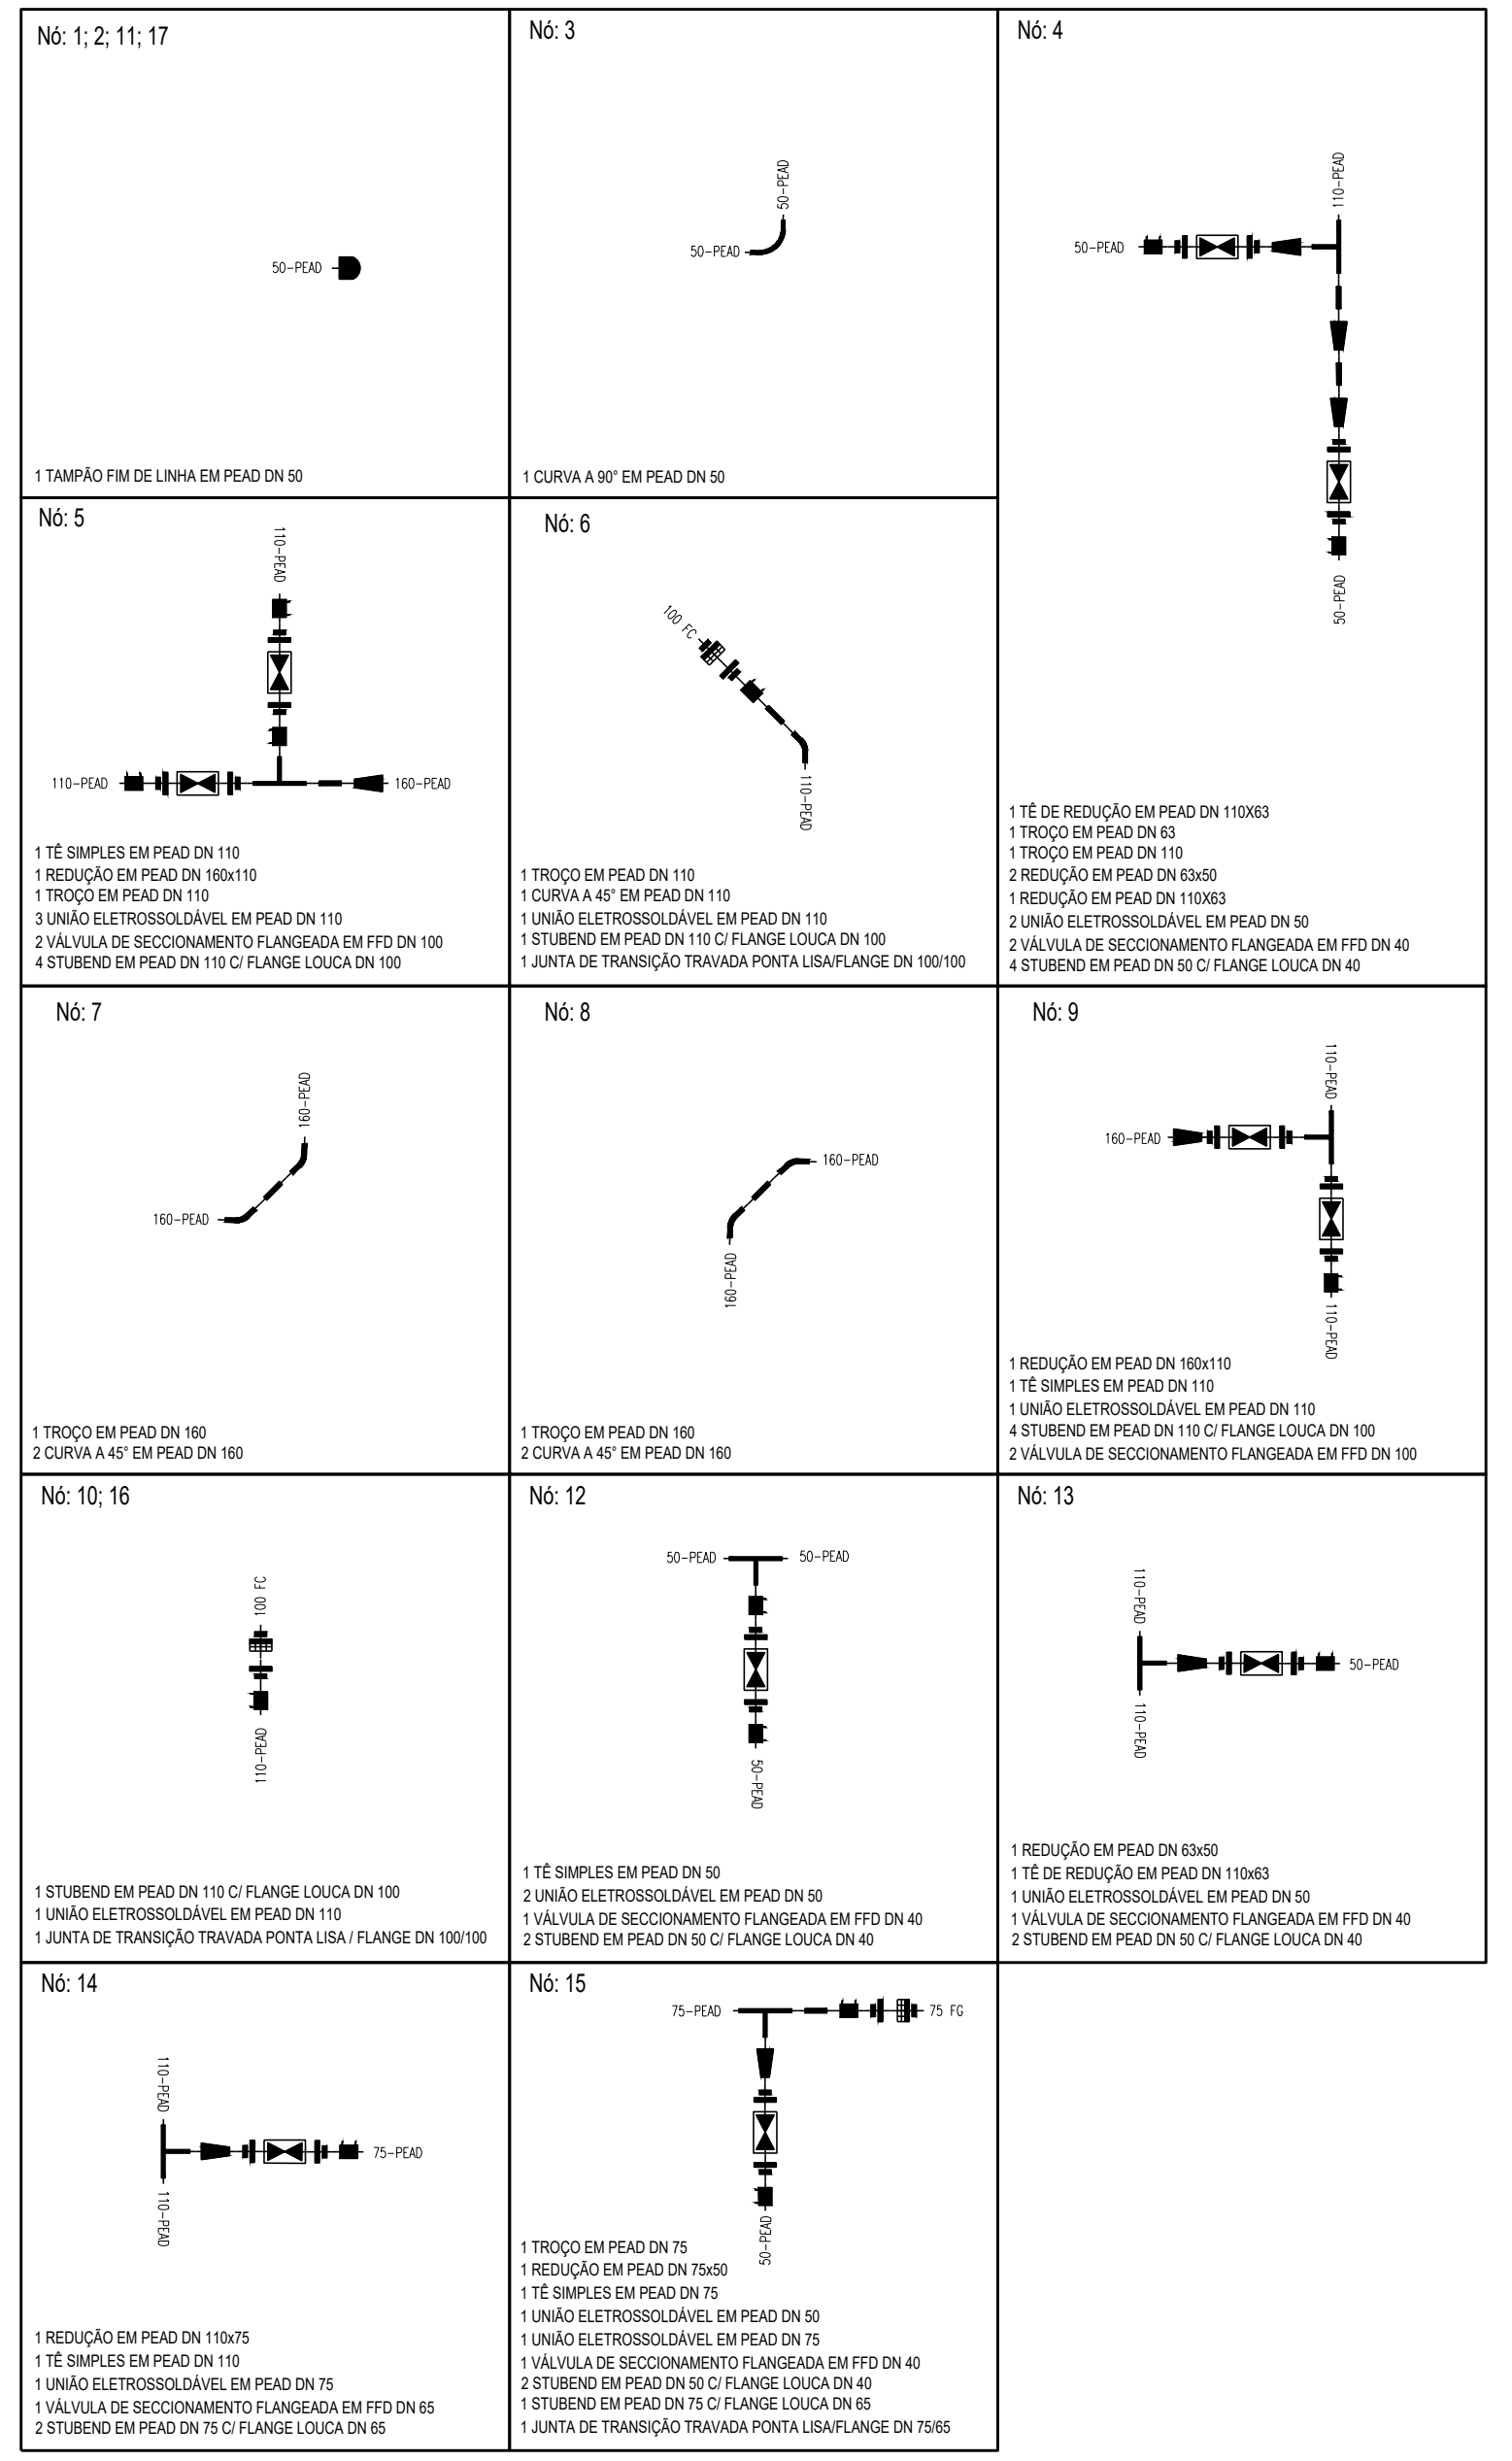 Nó: 1; 2; 11; 17
50-PEAD
1 TAMPÃO FIM DE LINHA EM PEAD DN 50
Nó: 3
50-PEAD
50-PEAD
1 CURVA A 90° EM PEAD DN 50
Nó: 4
110-PEAD
50-PEAD
50-PEAD
1 TÊ DE REDUÇÃO EM PEAD DN 110X63
1 TROÇO EM PEAD DN 63
1 TROÇO EM PEAD DN 110
2 REDUÇÃO EM PEAD DN 63x50
1 REDUÇÃO EM PEAD DN 110X63
2 UNIÃO ELETROSSOLDÁVEL EM PEAD DN 50
2 VÁLVULA DE SECCIONAMENTO FLANGEADA EM FFD DN 40
4 STUBEND EM PEAD DN 50 C/ FLANGE LOUCA DN 40
Nó: 5
110-PEAD
110-PEAD
160-PEAD
1 TÊ SIMPLES EM PEAD DN 110
1 REDUÇÃO EM PEAD DN 160x110
1 TROÇO EM PEAD DN 110
3 UNIÃO ELETROSSOLDÁVEL EM PEAD DN 110
2 VÁLVULA DE SECCIONAMENTO FLANGEADA EM FFD DN 100
4 STUBEND EM PEAD DN 110 C/ FLANGE LOUCA DN 100
Nó: 6
100 FC
110-PEAD
1 TROÇO EM PEAD DN 110
1 CURVA A 45° EM PEAD DN 110
1 UNIÃO ELETROSSOLDÁVEL EM PEAD DN 110
1 STUBEND EM PEAD DN 110 C/ FLANGE LOUCA DN 100
1 JUNTA DE TRANSIÇÃO TRAVADA PONTA LISA/FLANGE DN 100/100
Nó: 7
160-PEAD
160-PEAD
1 TROÇO EM PEAD DN 160
2 CURVA A 45° EM PEAD DN 160
Nó: 8
160-PEAD
160-PEAD
1 TROÇO EM PEAD DN 160
2 CURVA A 45° EM PEAD DN 160
Nó: 9
110-PEAD
160-PEAD
110-PEAD
1 REDUÇÃO EM PEAD DN 160x110
1 TÊ SIMPLES EM PEAD DN 110
1 UNIÃO ELETROSSOLDÁVEL EM PEAD DN 110
4 STUBEND EM PEAD DN 110 C/ FLANGE LOUCA DN 100
2 VÁLVULA DE SECCIONAMENTO FLANGEADA EM FFD DN 100
Nó: 10; 16
100 FC
110-PEAD
1 STUBEND EM PEAD DN 110 C/ FLANGE LOUCA DN 100
1 UNIÃO ELETROSSOLDÁVEL EM PEAD DN 110
1 JUNTA DE TRANSIÇÃO TRAVADA PONTA LISA / FLANGE DN 100/100
Nó: 12
50-PEAD
50-PEAD
50-PEAD
1 TÊ SIMPLES EM PEAD DN 50
2 UNIÃO ELETROSSOLDÁVEL EM PEAD DN 50
1 VÁLVULA DE SECCIONAMENTO FLANGEADA EM FFD DN 40
2 STUBEND EM PEAD DN 50 C/ FLANGE LOUCA DN 40
Nó: 13
110-PEAD
50-PEAD
110-PEAD
1 REDUÇÃO EM PEAD DN 63x50
1 TÊ DE REDUÇÃO EM PEAD DN 110x63
1 UNIÃO ELETROSSOLDÁVEL EM PEAD DN 50
1 VÁLVULA DE SECCIONAMENTO FLANGEADA EM FFD DN 40
2 STUBEND EM PEAD DN 50 C/ FLANGE LOUCA DN 40
Nó: 14
110-PEAD
75-PEAD
110-PEAD
1 REDUÇÃO EM PEAD DN 110x75
1 TÊ SIMPLES EM PEAD DN 110
1 UNIÃO ELETROSSOLDÁVEL EM PEAD DN 75
1 VÁLVULA DE SECCIONAMENTO FLANGEADA EM FFD DN 65
2 STUBEND EM PEAD DN 75 C/ FLANGE LOUCA DN 65
Nó: 15
75-PEAD
75 FG
50-PEAD
1 TROÇO EM PEAD DN 75
1 REDUÇÃO EM PEAD DN 75x50
1 TÊ SIMPLES EM PEAD DN 75
1 UNIÃO ELETROSSOLDÁVEL EM PEAD DN 50
1 UNIÃO ELETROSSOLDÁVEL EM PEAD DN 75
1 VÁLVULA DE SECCIONAMENTO FLANGEADA EM FFD DN 40
2 STUBEND EM PEAD DN 50 C/ FLANGE LOUCA DN 40
1 STUBEND EM PEAD DN 75 C/ FLANGE LOUCA DN 65
1 JUNTA DE TRANSIÇÃO TRAVADA PONTA LISA/FLANGE DN 75/65